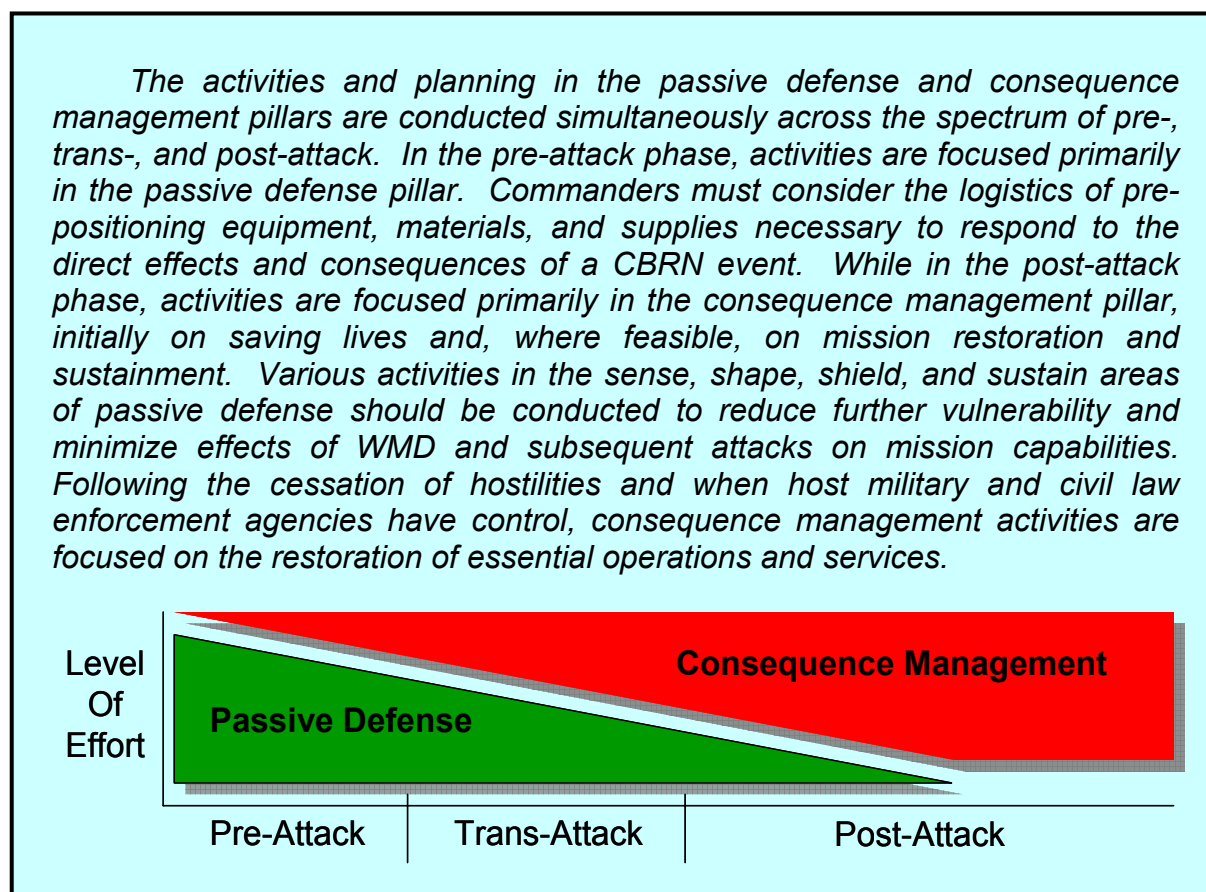 The activities and planning in the passive defense and consequence
management pillars are conducted simultaneously across the spectrum of pre-,
trans-, and post-attack. In the pre-attack phase, activities are focused primarily
in the passive defense pillar. Commanders must consider the logistics of pre-
positioning equipment, materials, and supplies necessary to respond to the
direct effects and consequences of a CBRN event. While in the post-attack
phase, activities are focused primarily in the consequence management pillar,
initially on saving lives and, where feasible, on mission restoration and
sustainment. Various activities in the sense, shape, shield, and sustain areas
of passive defense should be conducted to reduce further vulnerability and
minimize effects of WMD and subsequent attacks on mission capabilities.
Following the cessation of hostilities and when host military and civil law
enforcement agencies have control, consequence management activities are
focused on the restoration of essential operations and services.
Level
Of
Effort
Consequence Management
Passive Defense
Pre-Attack
Trans-Attack
Post-Attack